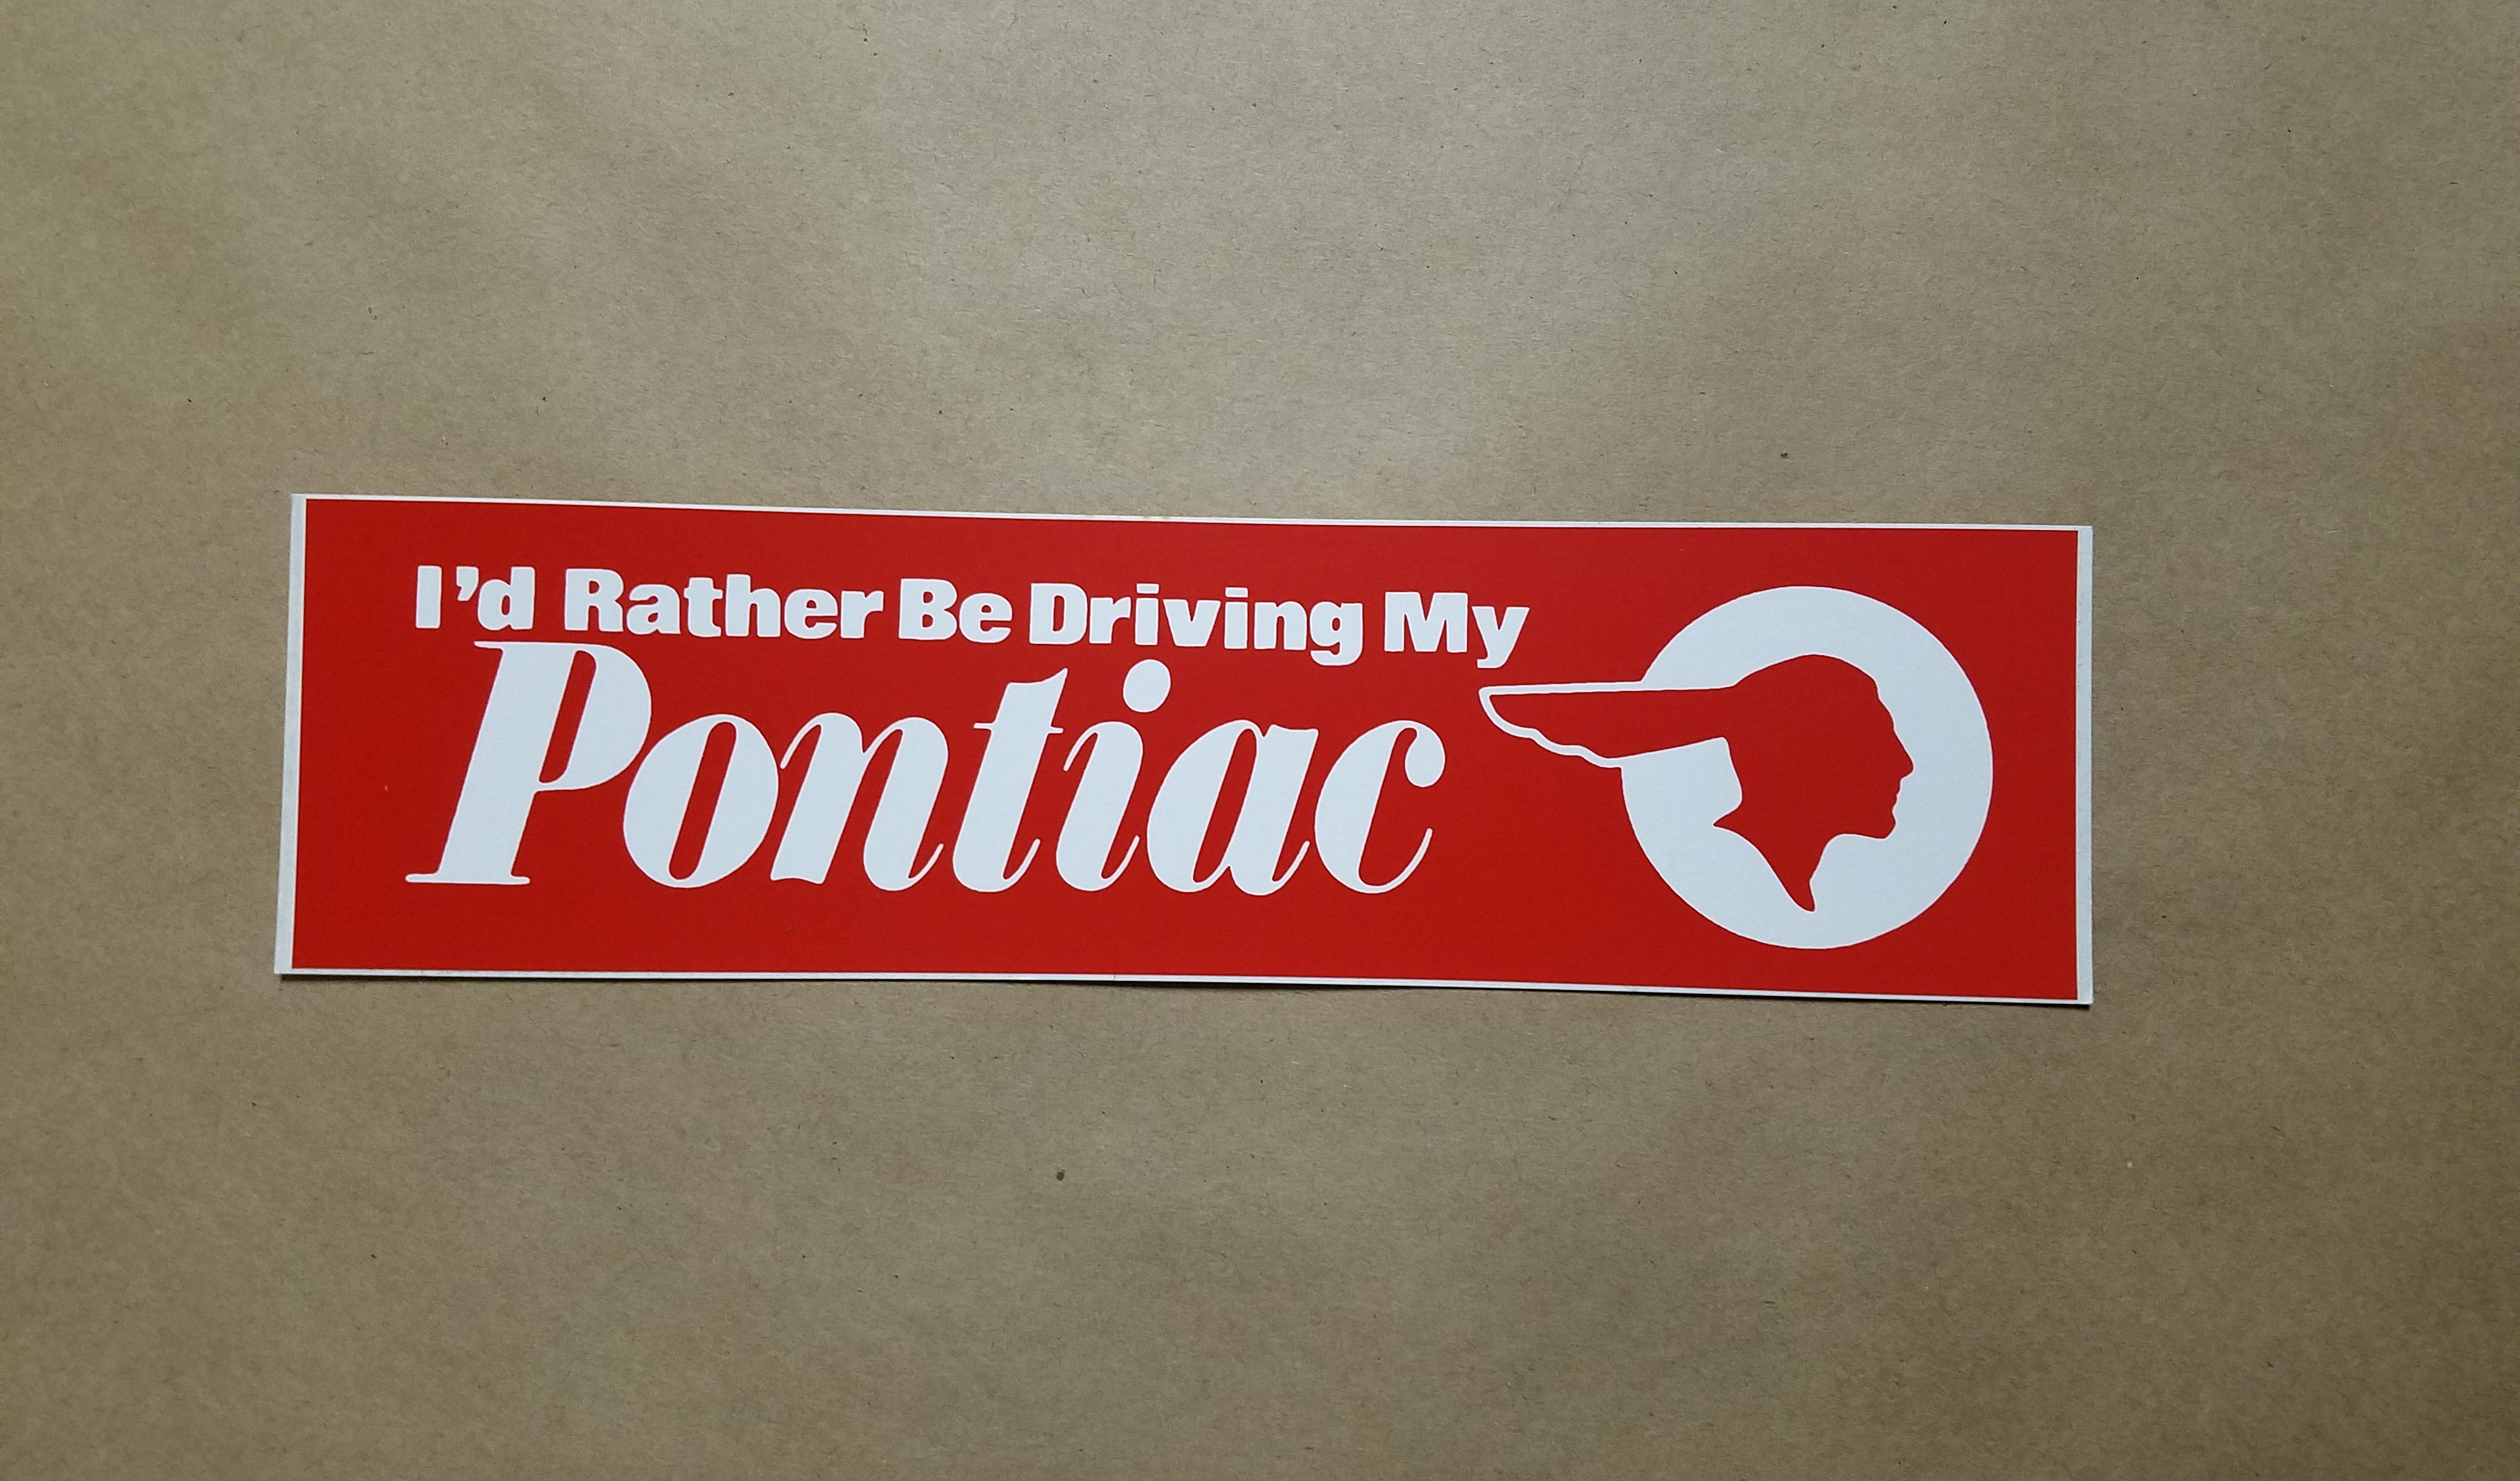 I'd Rather Be Driving My
Pontiac